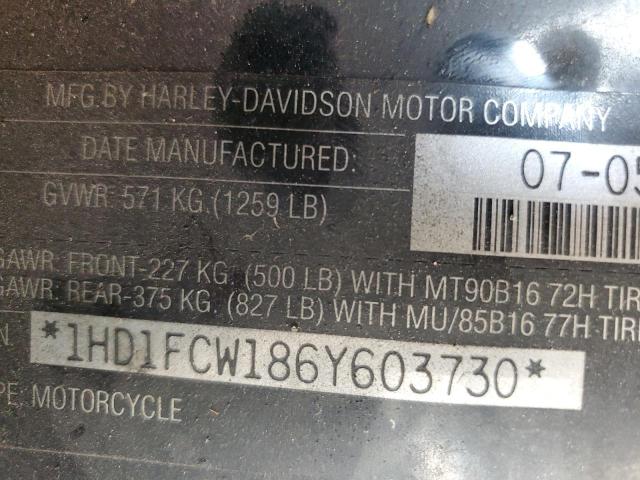 MFG.BY HARLEY-DAVIDSON MOTOR COMPANY
DATE MANUFACTURED: 07-05
GVWR: 571 KG.(1259 LB)
GAWR: FRONT-227 KG (500 LB) WITH MT90B16 72H TIR
GAWR: REAR-375 KG (827 LB) WITH MU/85B16 77H TIR
N *1HD1FCW186Y603730*
PE: MOTORCYCLE